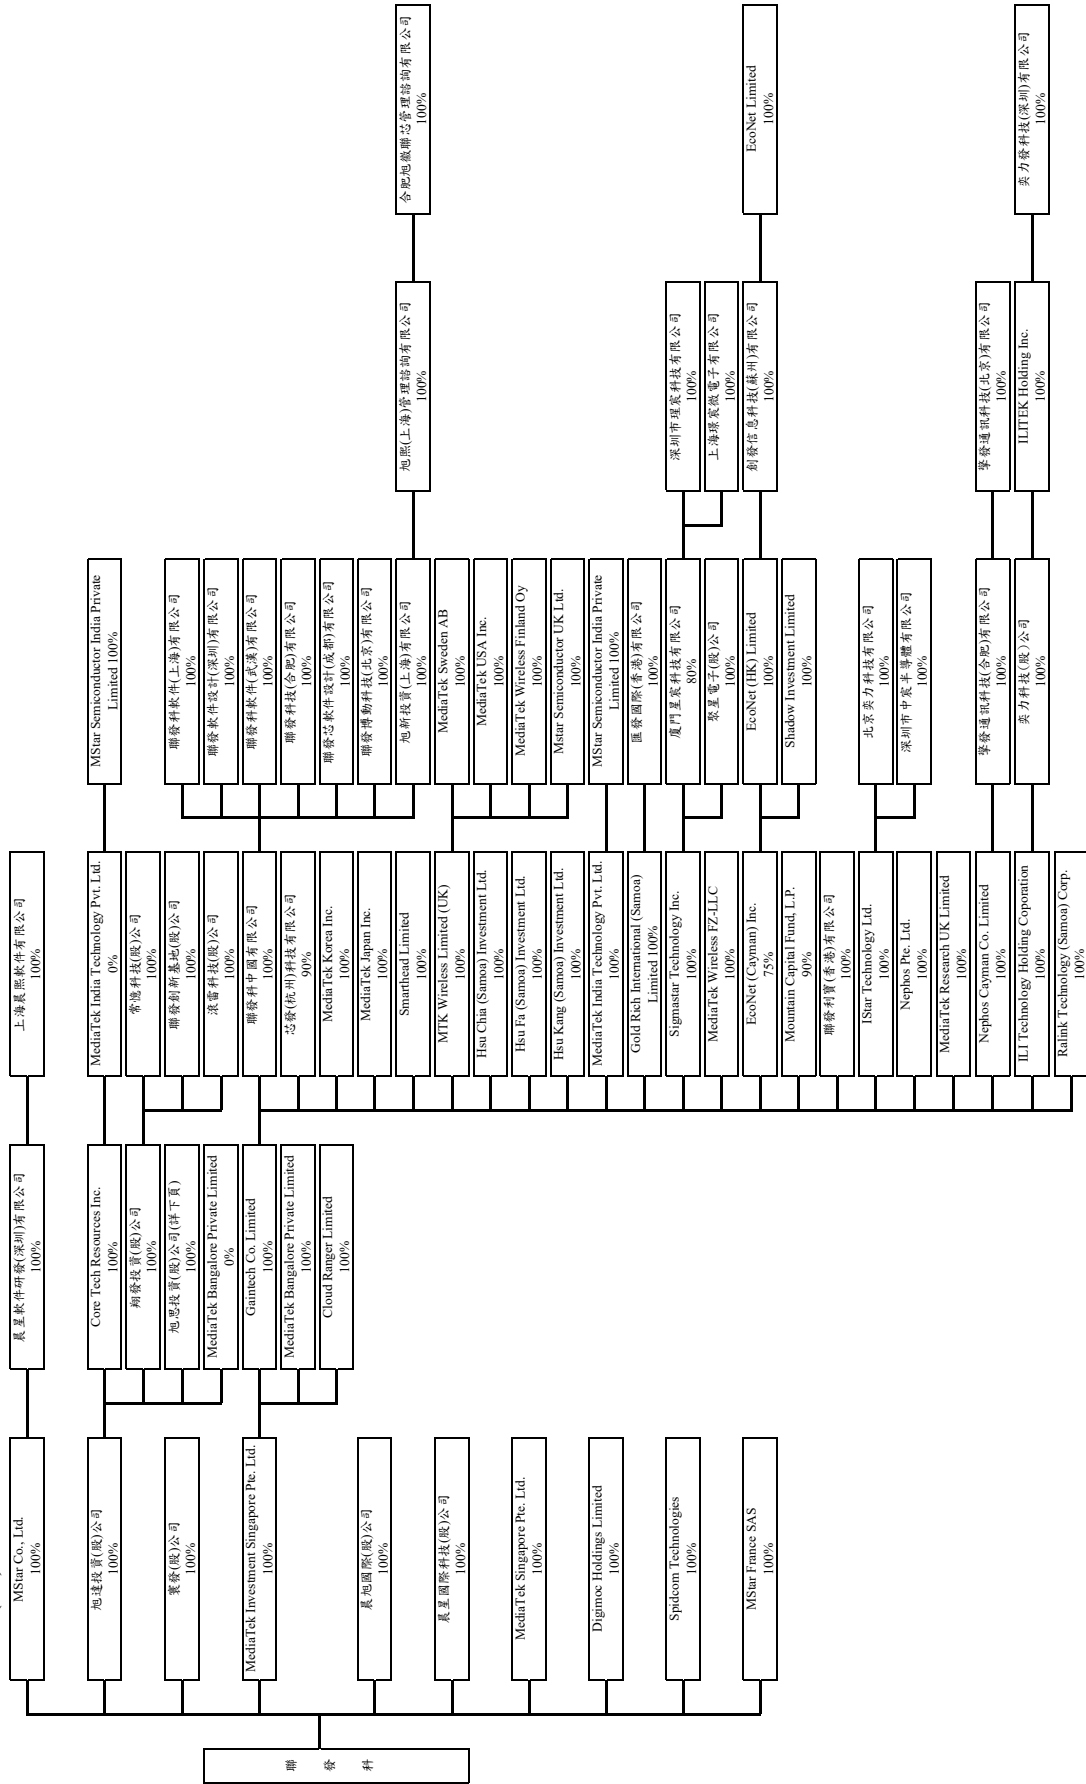 聯發科
MStar Co., Ltd.
100%
旭達投資(股)公司
100%
寰發(股)公司
100%
MediaTek Investment Singapore Pte. Ltd.
100%
晨旭國際(股)公司
100%
晨星國際科技(股)公司
100%
MediaTek Singapore Pte. Ltd.
100%
Digimoc Holdings Limited
100%
Spidcom Technologies
100%
MStar France SAS
100%
晨星軟件研發(深圳)有限公司
100%
Core Tech Resources Inc.
100%
翔發投資(股)公司
100%
旭思投資(股)公司(詳下頁)
100%
MediaTek Bangalore Private Limited
0%
Gaintech Co. Limited
100%
MediaTek Bangalore Private Limited
100%
Cloud Ranger Limited
100%
上海晨熙軟件有限公司
100%
MediaTek India Technology Pvt. Ltd.
0%
常憶科技(股)公司
100%
聯發創新基地(股)公司
100%
滾雷科技(股)公司
100%
聯發科中國有限公司
100%
芯發(杭州)科技有限公司
90%
MediaTek Korea Inc.
100%
MediaTek Japan Inc.
100%
Smarthead Limited
100%
MTK Wireless Limited (UK)
100%
Hsu Chia (Samoa) Investment Ltd.
100%
Hsu Fa (Samoa) Investment Ltd.
100%
Hsu Kang (Samoa) Investment Ltd.
100%
MediaTek India Technology Pvt. Ltd.
100%
Gold Rich International (Samoa)
Limited 100%
Sigmastar Technology Inc.
100%
MediaTek Wireless FZ-LLC
100%
EcoNet (Cayman) Inc.
75%
Mountain Capital Fund, L.P.
90%
聯發利寶(香港)有限公司
100%
IStar Technology Ltd.
100%
Nephos Pte. Ltd.
100%
MediaTek Research UK Limited
100%
Nephos Cayman Co. Limited
100%
ILI Technology Holding Coporation
100%
Ralink Technology (Samoa) Corp.
100%
MStar Semiconductor India Private
Limited 100%
聯發科軟件(上海)有限公司
100%
聯發軟件設計(深圳)有限公司
100%
聯發科軟件(武漢)有限公司
100%
聯發科技(合肥)有限公司
100%
聯發芯軟件設計(成都)有限公司
100%
聯發博動科技(北京)有限公司
100%
旭新投資(上海)有限公司
100%
MediaTek Sweden AB
100%
MediaTek USA Inc.
100%
MediaTek Wireless Finland Oy
100%
Mstar Semiconductor UK Ltd.
100%
MStar Semiconductor India Private
Limited 100%
匯發國際(香港)有限公司
100%
廈門星宸科技有限公司
80%
聚星電子(股)公司
100%
EcoNet (HK) Limited
100%
Shadow Investment Limited
100%
北京奕力科技有限公司
100%
深圳市中宸半導體有限公司
100%
擎發通訊科技(合肥)有限公司
100%
奕力科技(股)公司
100%
旭熙(上海)管理諮詢有限公司
100%
深圳市瑆宸科技有限公司
100%
上海璟宸微電子有限公司
100%
創發信息科技(蘇州)有限公司
100%
擎發通訊科技(北京)有限公司
100%
ILITEK Holding Inc.
100%
合肥旭徽聯芯管理諮詢有限公司
100%
EcoNet Limited
100%
奕力發科技(深圳)有限公司
100%